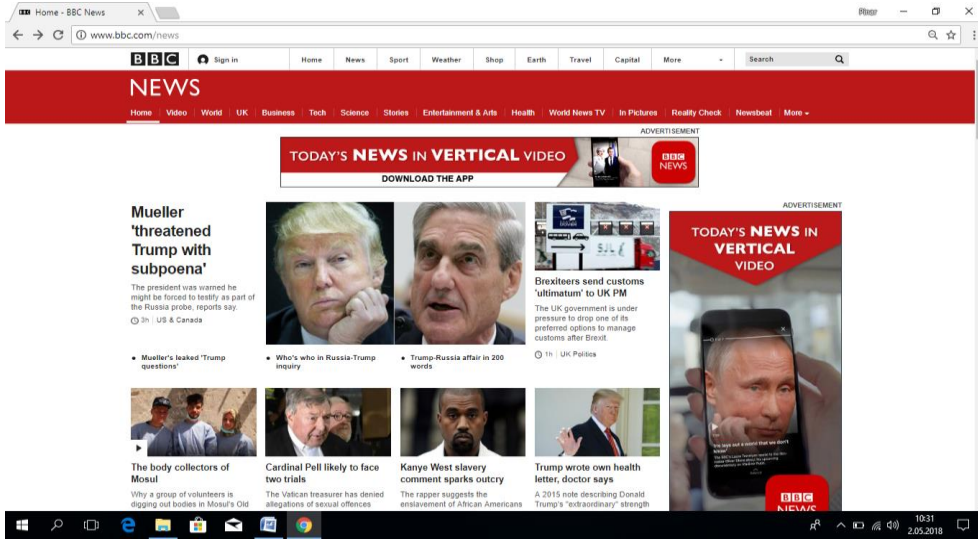 Home - BBC News
Pinar
www.bbc.com/news
BBC
Sign in
Home News Sport Weather Shop Earth Travel Capital More
Search
NEWS
Home Video World UK Business Tech Science Stories Entertainment & Arts Health World News TV In Pictures Reality Check Newsbeat More
ADVERTISEMENT
TODAY'S NEWS IN VERTICAL VIDEO
DOWNLOAD THE APP
BBC
NEWS
Mueller
'threatened
Trump with
subpoena'
The president was warned he
might be forced to testify as part of
the Russia probe, reports say.
3h | US & Canada
Mueller's leaked 'Trump
questions'
Who's who in Russia-Trump
inquiry
Trump-Russia affair in 200
words
SJL
Brexiteers send customs
'ultimatum' to UK PM
The UK government is under
pressure to drop one of its
preferred options to manage
customs after Brexit.
1h | UK Politics
ADVERTISEMENT
TODAY'S NEWS IN
VERTICAL
VIDEO
BBC
NEWS
The body collectors of
Mosul
Why a group of volunteers is
digging out bodies in Mosul's Old
Cardinal Pell likely to face
two trials
The Vatican treasurer has denied
allegations of sexual offences
Kanye West slavery
comment sparks outcry
The rapper suggests the
enslavement of African Americans
Trump wrote own health
letter, doctor says
A 2015 note describing Donald
Trump's "extraordinary" strength
10:31
2.05.2018